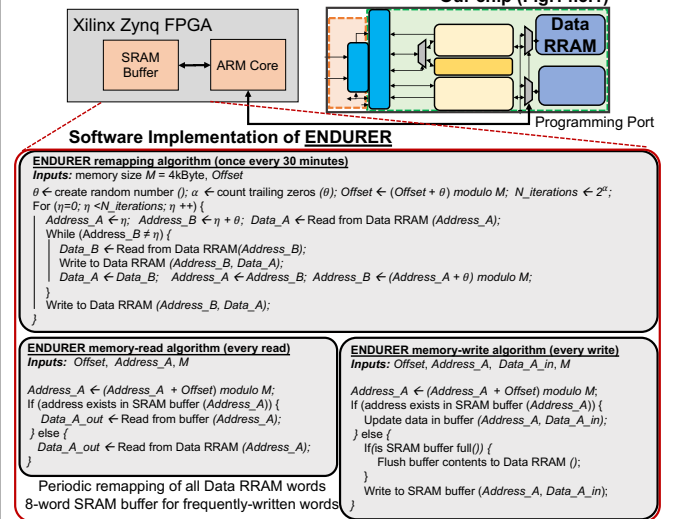 Xilinx Zynq FPGA
SRAM
Buffer
ARM Core
Data
RRAM
Programming Port
Software Implementation of ENDURER
ENDURER remapping algorithm (once every 30 minutes)
Inputs: memory size M = 4kByte, Offset
θ ← create random number (); α ← count trailing zeros (θ); Offset ← (Offset + θ) modulo M; N_iterations ← 2^α;
For (η=0; η <N_iterations; η ++) {
Address_A ← η; Address_B ← η + θ; Data_A ← Read from Data RRAM (Address_A);
While (Address_B ≠ η) {
Data_B ← Read from Data RRAM(Address_B);
Write to Data RRAM (Address_B, Data_A);
Data_A ← Data_B; Address_A ← Address_B; Address_B ← (Address_A + θ) modulo M;
}
Write to Data RRAM (Address_B, Data_A);
}
ENDURER memory-read algorithm (every read)
Inputs: Offset, Address_A, M
Address_A ← (Address_A + Offset) modulo M;
If (address exists in SRAM buffer (Address_A)) {
Data_A_out ← Read from buffer (Address_A);
} else {
Data_A_out ← Read from Data RRAM (Address_A);
}
Periodic remapping of all Data RRAM words
8-word SRAM buffer for frequently-written words
ENDURER memory-write algorithm (every write)
Inputs: Offset, Address_A, Data_A_in, M
Address_A ← (Address_A + Offset) modulo M;
If (address exists in SRAM buffer (Address_A)) {
Update data in buffer (Address_A, Data_A_in);
} else {
If(is SRAM buffer full()) {
Flush buffer contents to Data RRAM ();
}
Write to SRAM buffer (Address_A, Data_A_in);
}